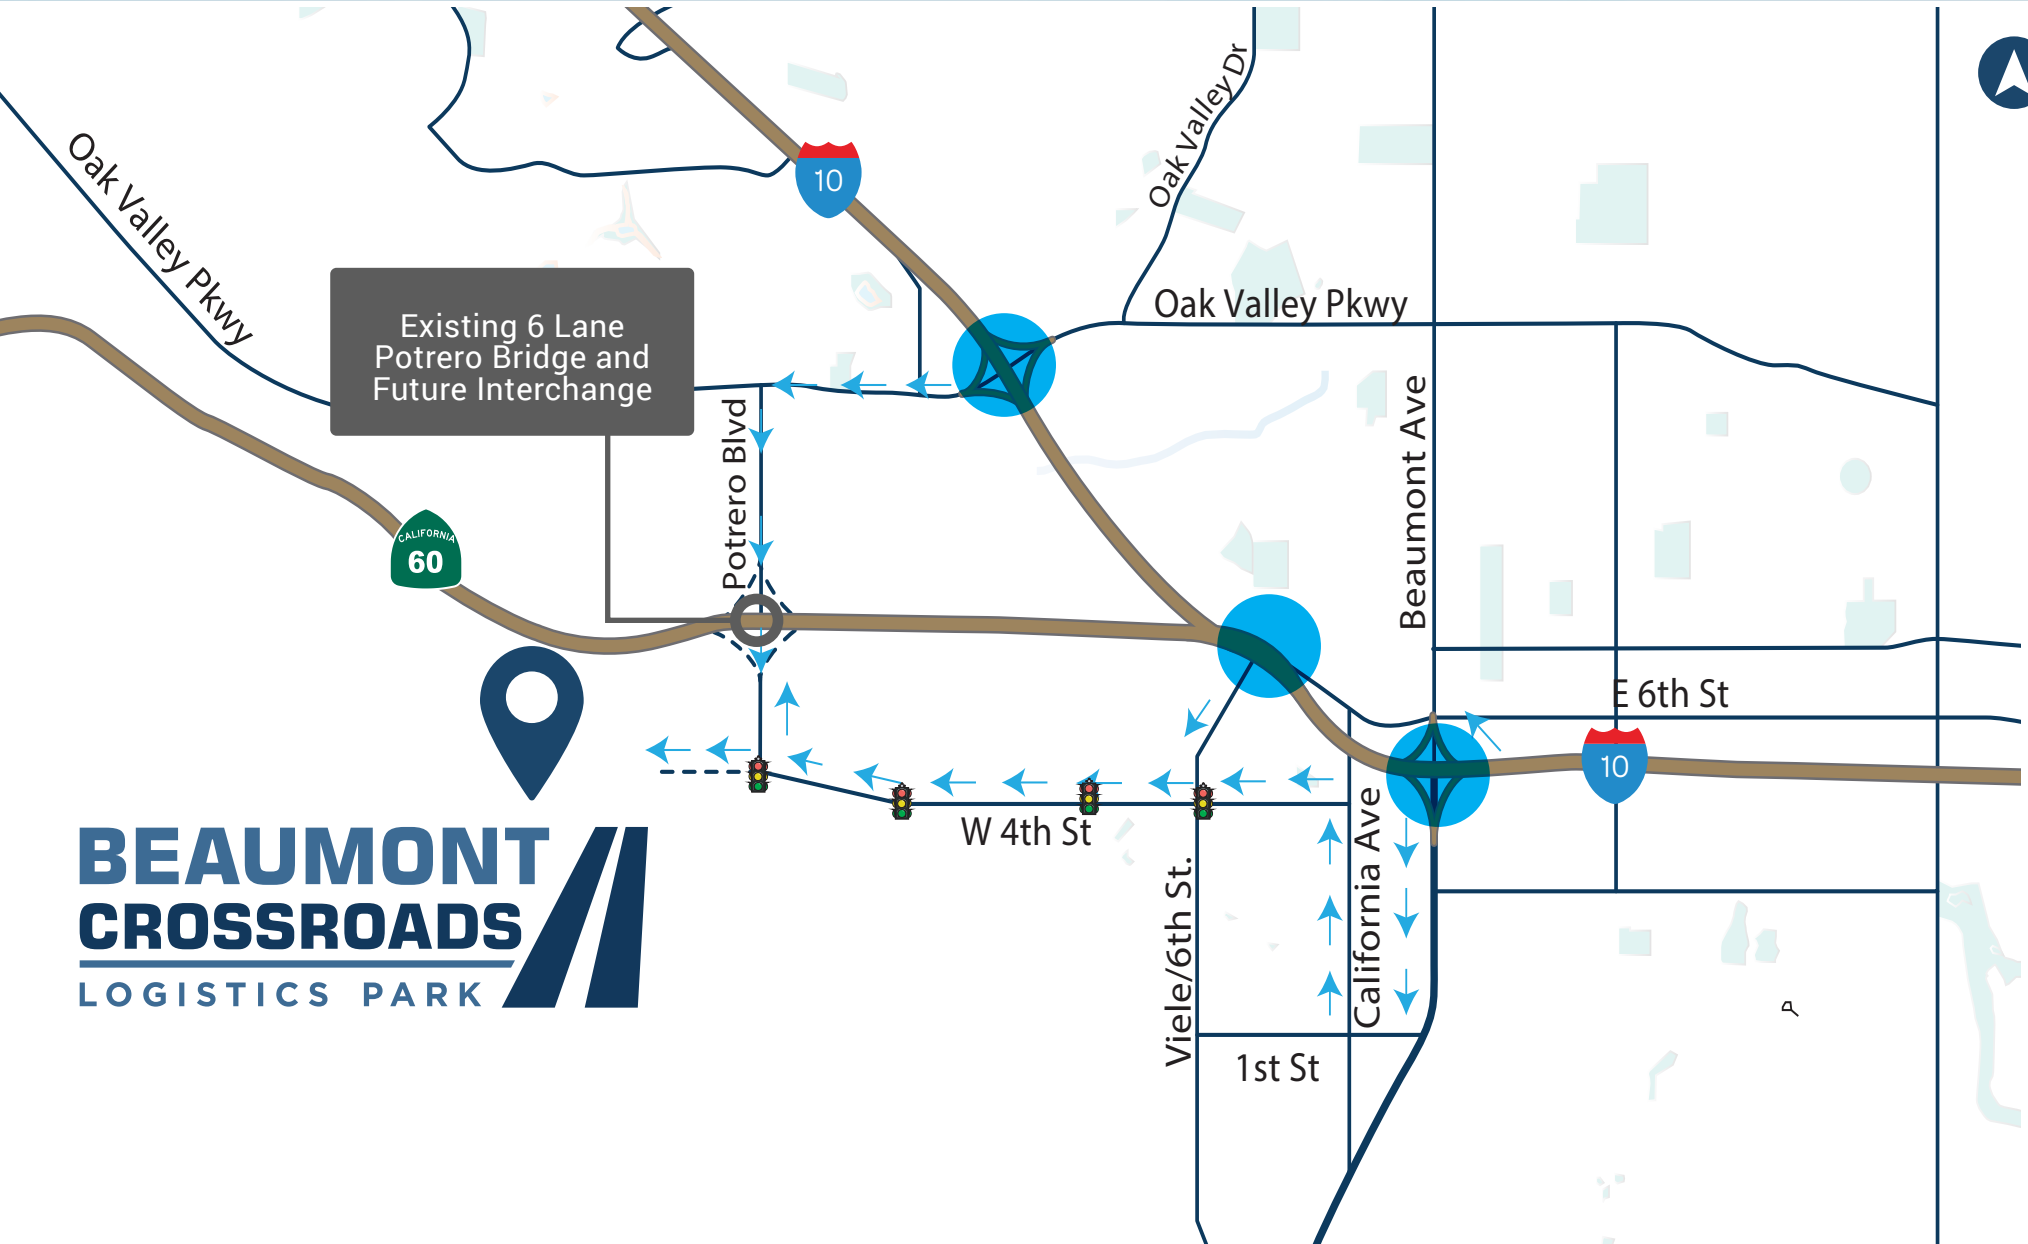 Oak Valley Dr
10
Oak Valley Pkwy
Oak Valley Pkwy
Existing 6 Lane
Potrero Bridge and
Future Interchange
Potrero Blvd
Beaumont Ave
CALIFORNIA
60
E 6th St
10
W 4th St
California Ave
Viele/6th St.
1st St
BEAUMONT
CROSSROADS
LOGISTICS PARK